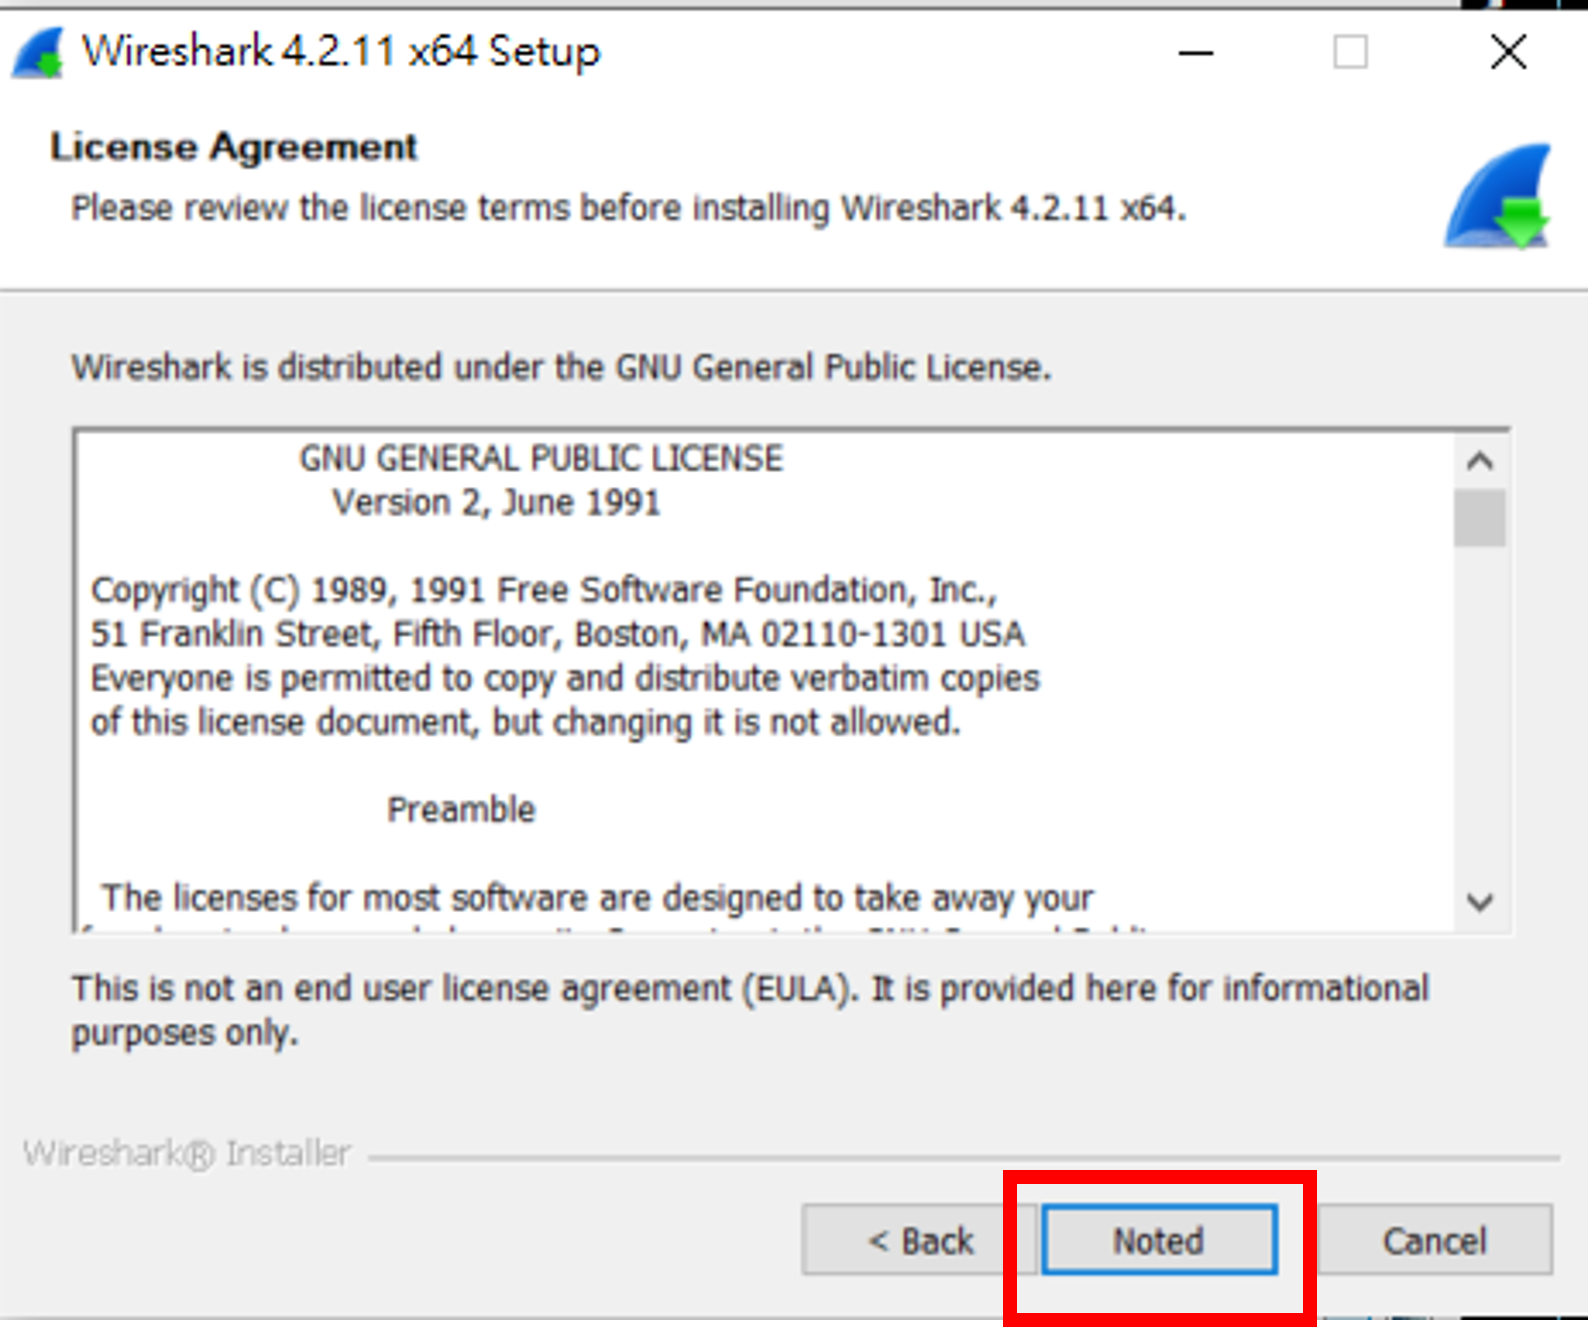 Wireshark 4.2.11 x64 Setup
License Agreement
Please review the license terms before installing Wireshark 4.2.11 x64.
Wireshark is distributed under the GNU General Public License.
GNU GENERAL PUBLIC LICENSE
Version 2, June 1991
Copyright (C) 1989, 1991 Free Software Foundation, Inc.,
51 Franklin Street, Fifth Floor, Boston, MA 02110-1301 USA
Everyone is permitted to copy and distribute verbatim copies
of this license document, but changing it is not allowed.
Preamble
The licenses for most software are designed to take away your
This is not an end user license agreement (EULA). It is provided here for informational
purposes only.
Wireshark® Installer
< Back
Noted
Cancel